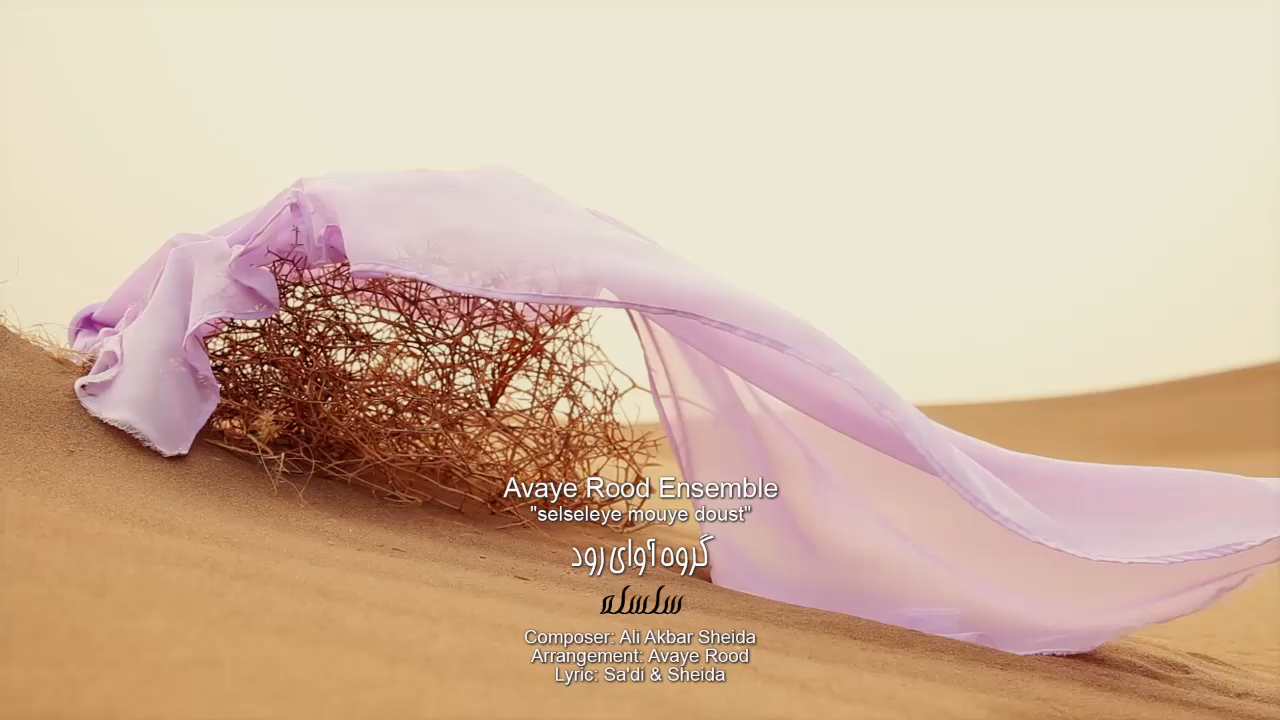 Avaye Rood Ensemble
"selseleye mouye doust"
گروه آوای رود
سلسله
Composer: Ali Akbar Sheida
Arrangement: Avaye Rood
Lyric: Sa'di & Sheida